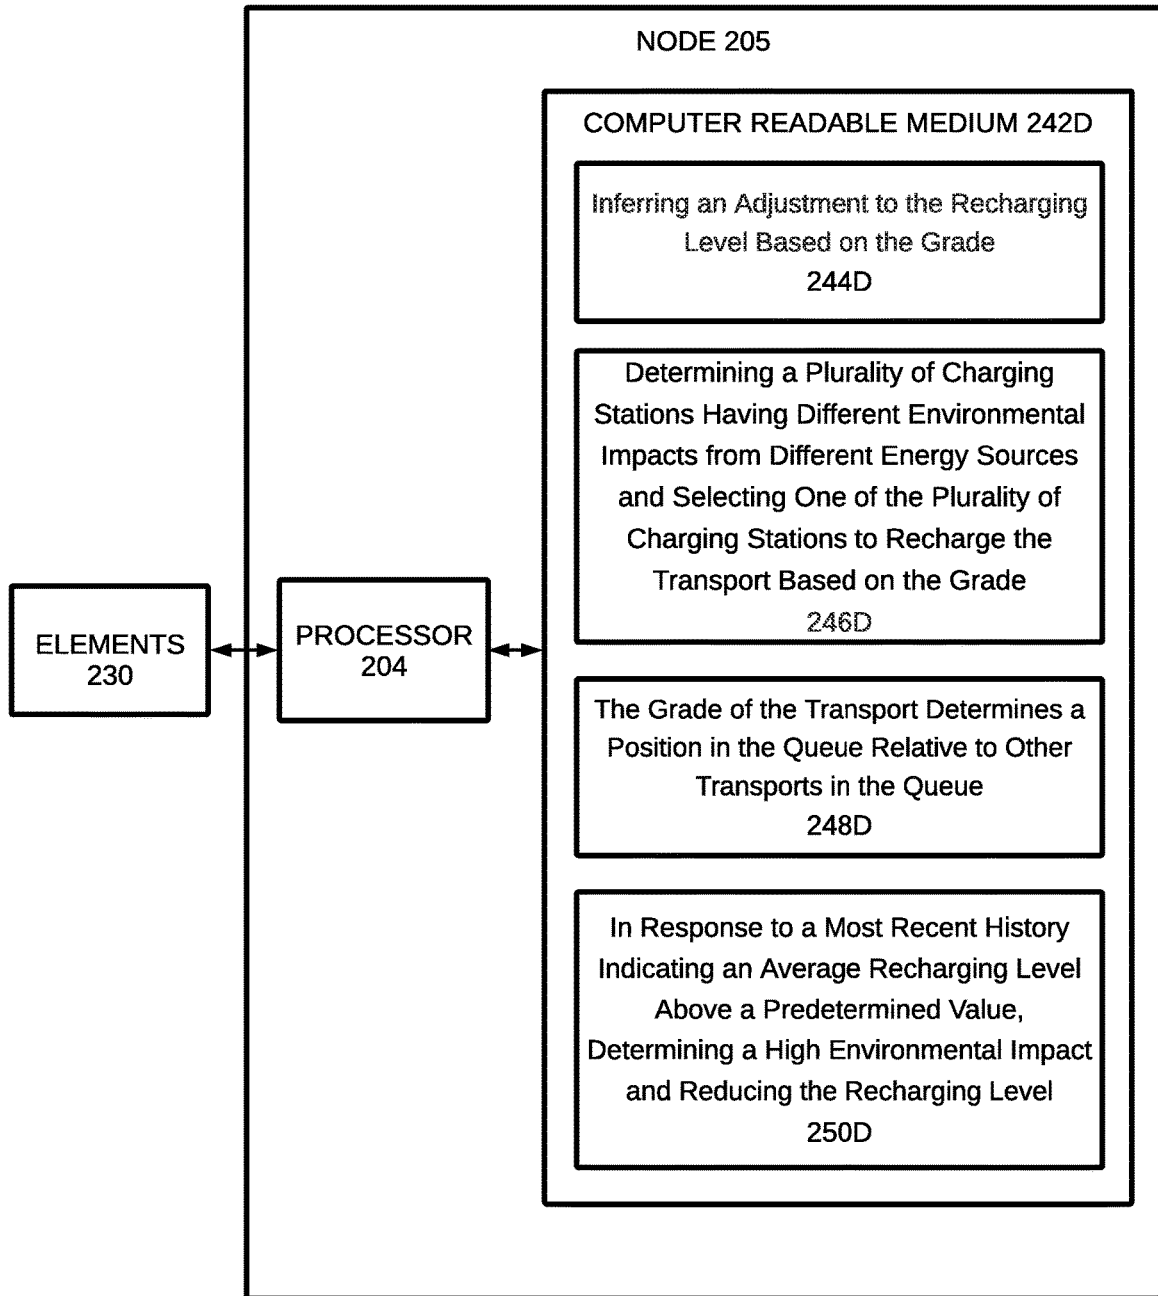 NODE 205
COMPUTER READABLE MEDIUM 242D
Inferring an Adjustment to the Recharging
Level Based on the Grade
244D
Determining a Plurality of Charging
Stations Having Different Environmental
Impacts from Different Energy Sources
and Selecting One of the Plurality of
Charging Stations to Recharge the
Transport Based on the Grade
246D
ELEMENTS
230
PROCESSOR
204
The Grade of the Transport Determines a
Position in the Queue Relative to Other
Transports in the Queue
248D
In Response to a Most Recent History
Indicating an Average Recharging Level
Above a Predetermined Value,
Determining a High Environmental Impact
and Reducing the Recharging Level
250D